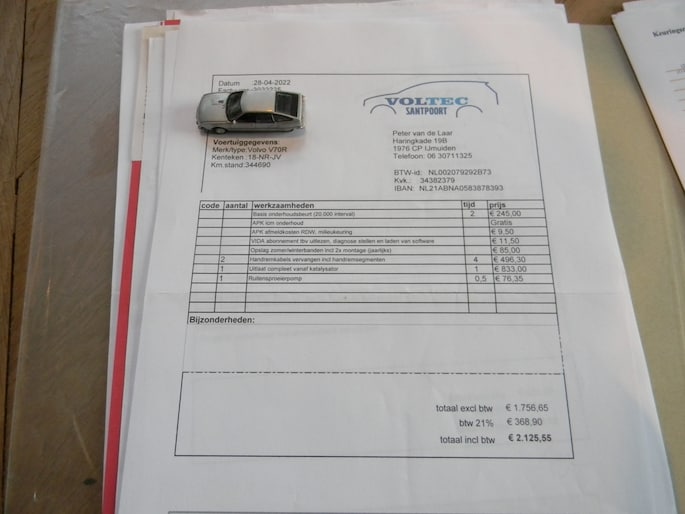 Datum :28-04-2022
VOLTEC
SANTPOORT
Voertuiggegevens
Merk/type: Volvo V70R
Kenteken :18-NR-JV
Km.stand:344690
Peter van de Laar
Haringkade 19B
1976 CP IJmuiden
Telefoon: 06 30711325
BTW-id: NL002079292B73
Kvk.: 34382379
IBAN: NL21ABNA0583878393
code aantal werkzaamheden tijd prijs
Basis onderhoudsbeurt (20,000 interval) 2 € 245,00
APK icm onderhoud Gratis
APK afmeldkosten RDW, milieukeuring € 9,50
VIDA abonnement tbv uitlezen, diagnose stellen en laden van software € 11,50
Opslag zomer/winterbanden incl 2x montage (jaarlijks) € 85,00
2 Handremkabels vervangen incl handremsegmenten 4 € 496,30
1 Uitlaat compleet vanaf katalysator 1 € 833,00
1 Ruitensproeierpomp 0,5 € 76,35
Bijzonderheden:
totaal excl btw € 1.756,65
btw 21% € 368,90
totaal incl btw € 2.125,55